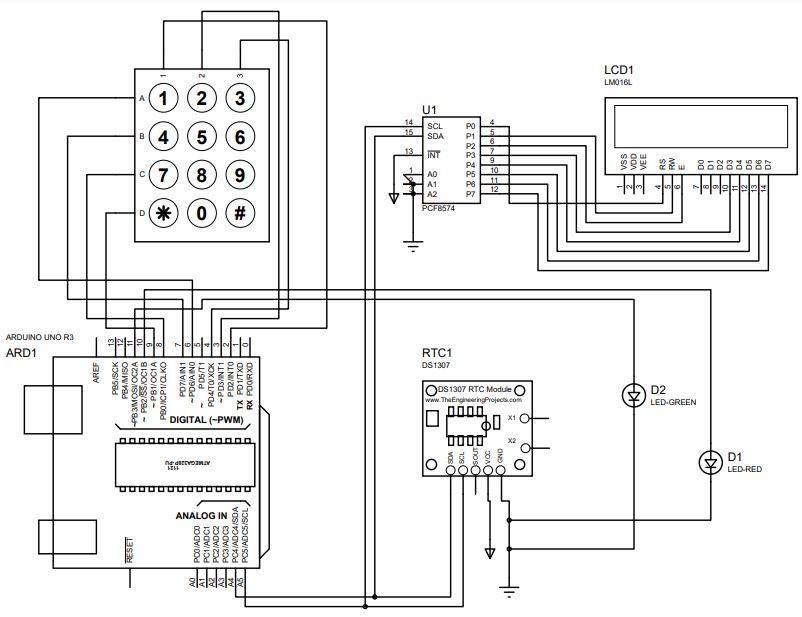 1 2 3
A 1 2 3
B 4 5 6
C 7 8 9
D * 0 #
ARDUINO UNO R3
ARD1
AREF
13 12 11 10 9 8 7 6 5 4 3 2 1 0
PB5/SCK
PB4/MISO
~PB3/MOSI/OC2A
~PB2/SS/OC1B
~PB1/OC1A
PB0/ICP1/CLKO
PD7/AIN1
~PD6/AIN0
~PD5/T1
PD4/T0/XCK
~PD3/INT1
PD2/INT0
TX PD1/TXD
RX PD0/RXD
DIGITAL (~PWM)
ATMEGA328P-PU
1121
ANALOG IN
RESET
PC0/ADC0
PC1/ADC1
PC2/ADC2
PC3/ADC3
PC4/ADC4/SDA
PC5/ADC5/SCL
A0 A1 A2 A3 A4 A5
U1
14 SCL P0 4
15 SDA P1 5
P2 6
13 INT P3 7
P4 9
1 A0 P5 10
A1 P6 11
A2 P7 12
PCF8574
LCD1
LM016L
VSS VDD VEE RS RW E D0 D1 D2 D3 D4 D5 D6 D7
1 2 3 4 5 6 7 8 9 10 11 12 13 14
RTC1
DS1307
DS1307 RTC Module
www.TheEngineeringProjects.com
X1
X2
SDA SCL SOUT VCC GND
D2
LED-GREEN
D1
LED-RED